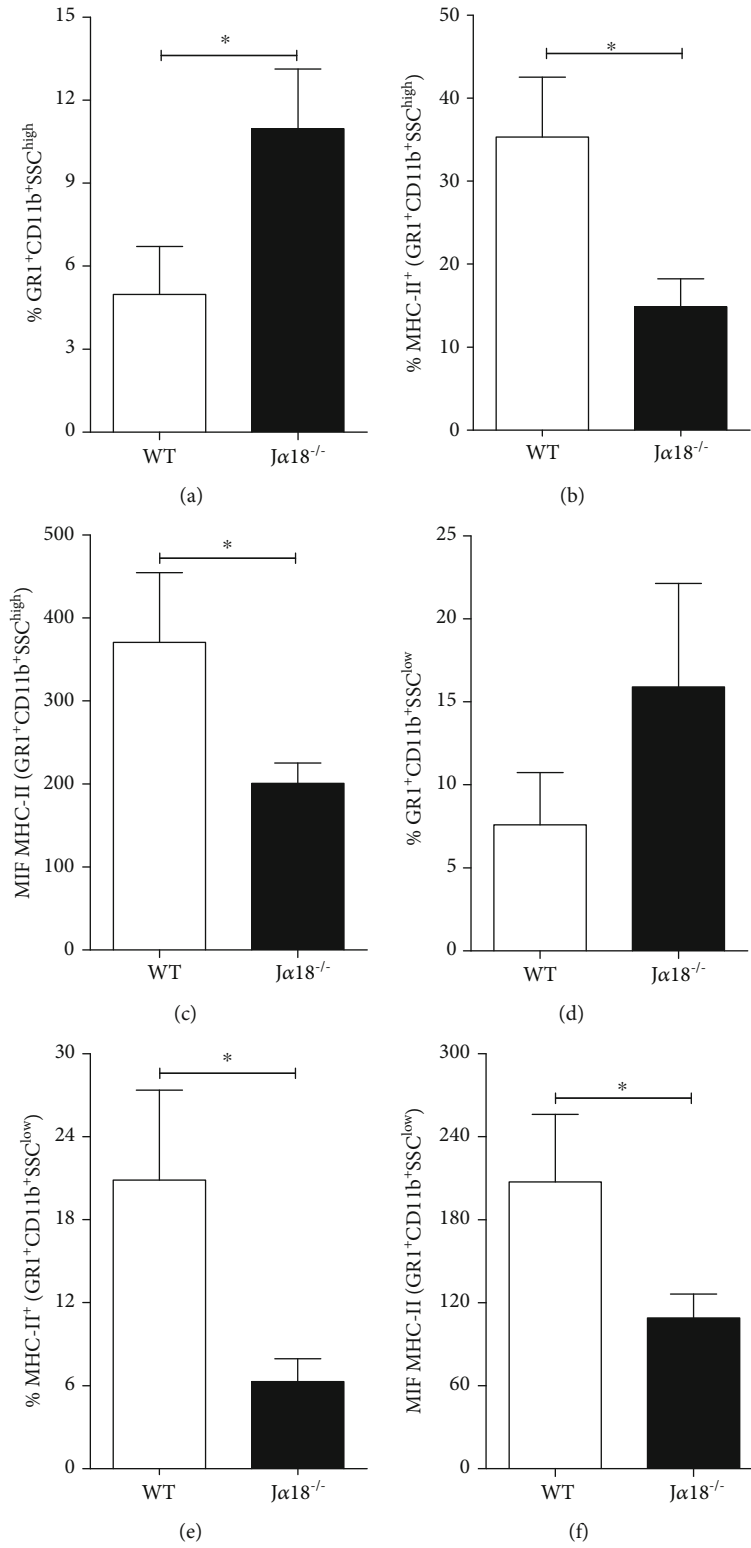 15
12
9
6
3
0
% GR1⁺CD11b⁺SSC^high
*
WT
Jα18⁻/⁻
(a)
50
40
30
20
10
0
% MHC-II⁺ (GR1⁺CD11b⁺SSC^high)
*
WT
Jα18⁻/⁻
(b)
500
400
300
200
100
0
MIF MHC-II (GR1⁺CD11b⁺SSC^high)
*
WT
Jα18⁻/⁻
(c)
25
20
15
10
5
0
% GR1⁺CD11b⁺SSC^low
WT
Jα18⁻/⁻
(d)
30
24
18
12
6
0
% MHC-II⁺ (GR1⁺CD11b⁺SSC^low)
*
WT
Jα18⁻/⁻
(e)
300
240
180
120
60
0
MIF MHC-II (GR1⁺CD11b⁺SSC^low)
*
WT
Jα18⁻/⁻
(f)